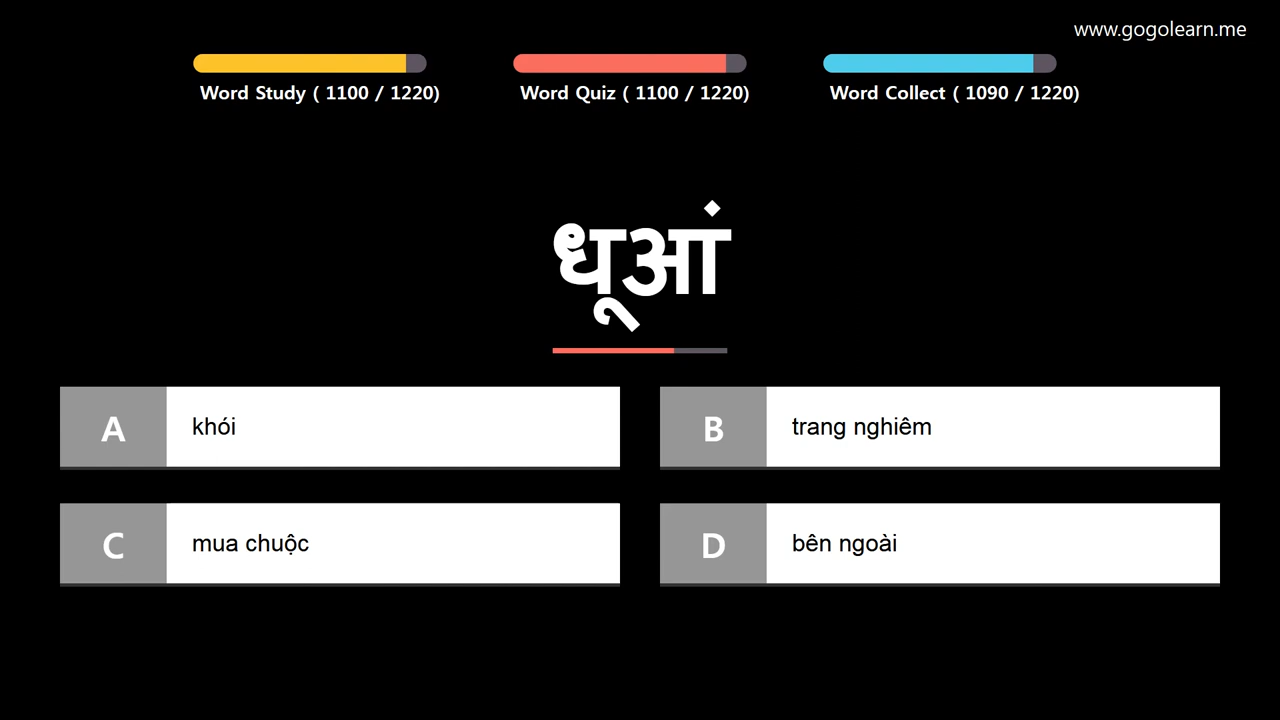 www.gogolearn.me
Word Study ( 1100 / 1220)
Word Quiz ( 1100 / 1220)
Word Collect ( 1090 / 1220)
धूआं
A khói
B trang nghiêm
C mua chuộc
D bên ngoài